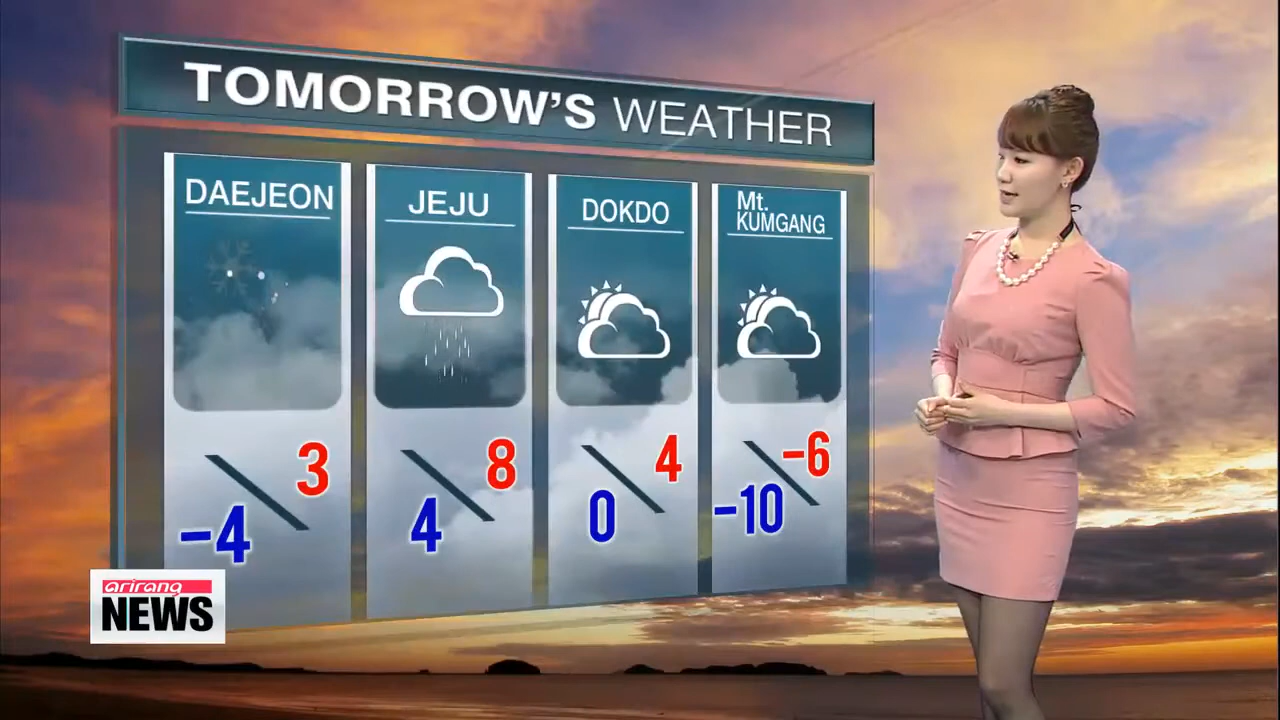 TOMORROW'S WEATHER
DAEJEON
JEJU
DOKDO
Mt.
KUMGANG
3
-4
8
4
4
0
-6
-10
arirang
NEWS